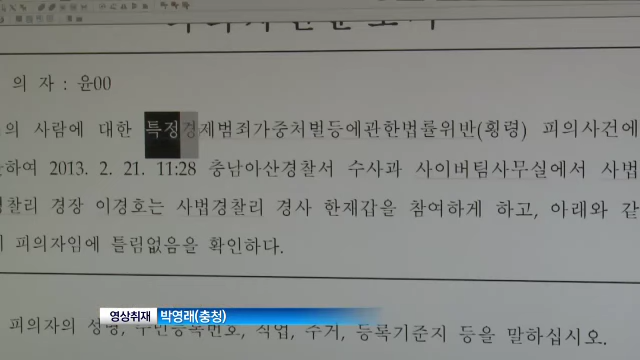 의 자 : 윤00
의 사람에 대한 특정경제범죄가중처벌등에관한법률위반(횡령) 피의사건에
하여 2013. 2. 21. 11:28 충남아산경찰서 수사과 사이버팀사무실에서 사법
경찰리 경장 이경호는 사법경찰리 경사 한재갑을 참여하게 하고, 아래와 같
피의자임에 틀림없음을 확인하다.
영상취재 박영래(충청)
피의자의 성명, 주민등록번호, 직업, 주거, 등록기준지 등을 말하십시오.